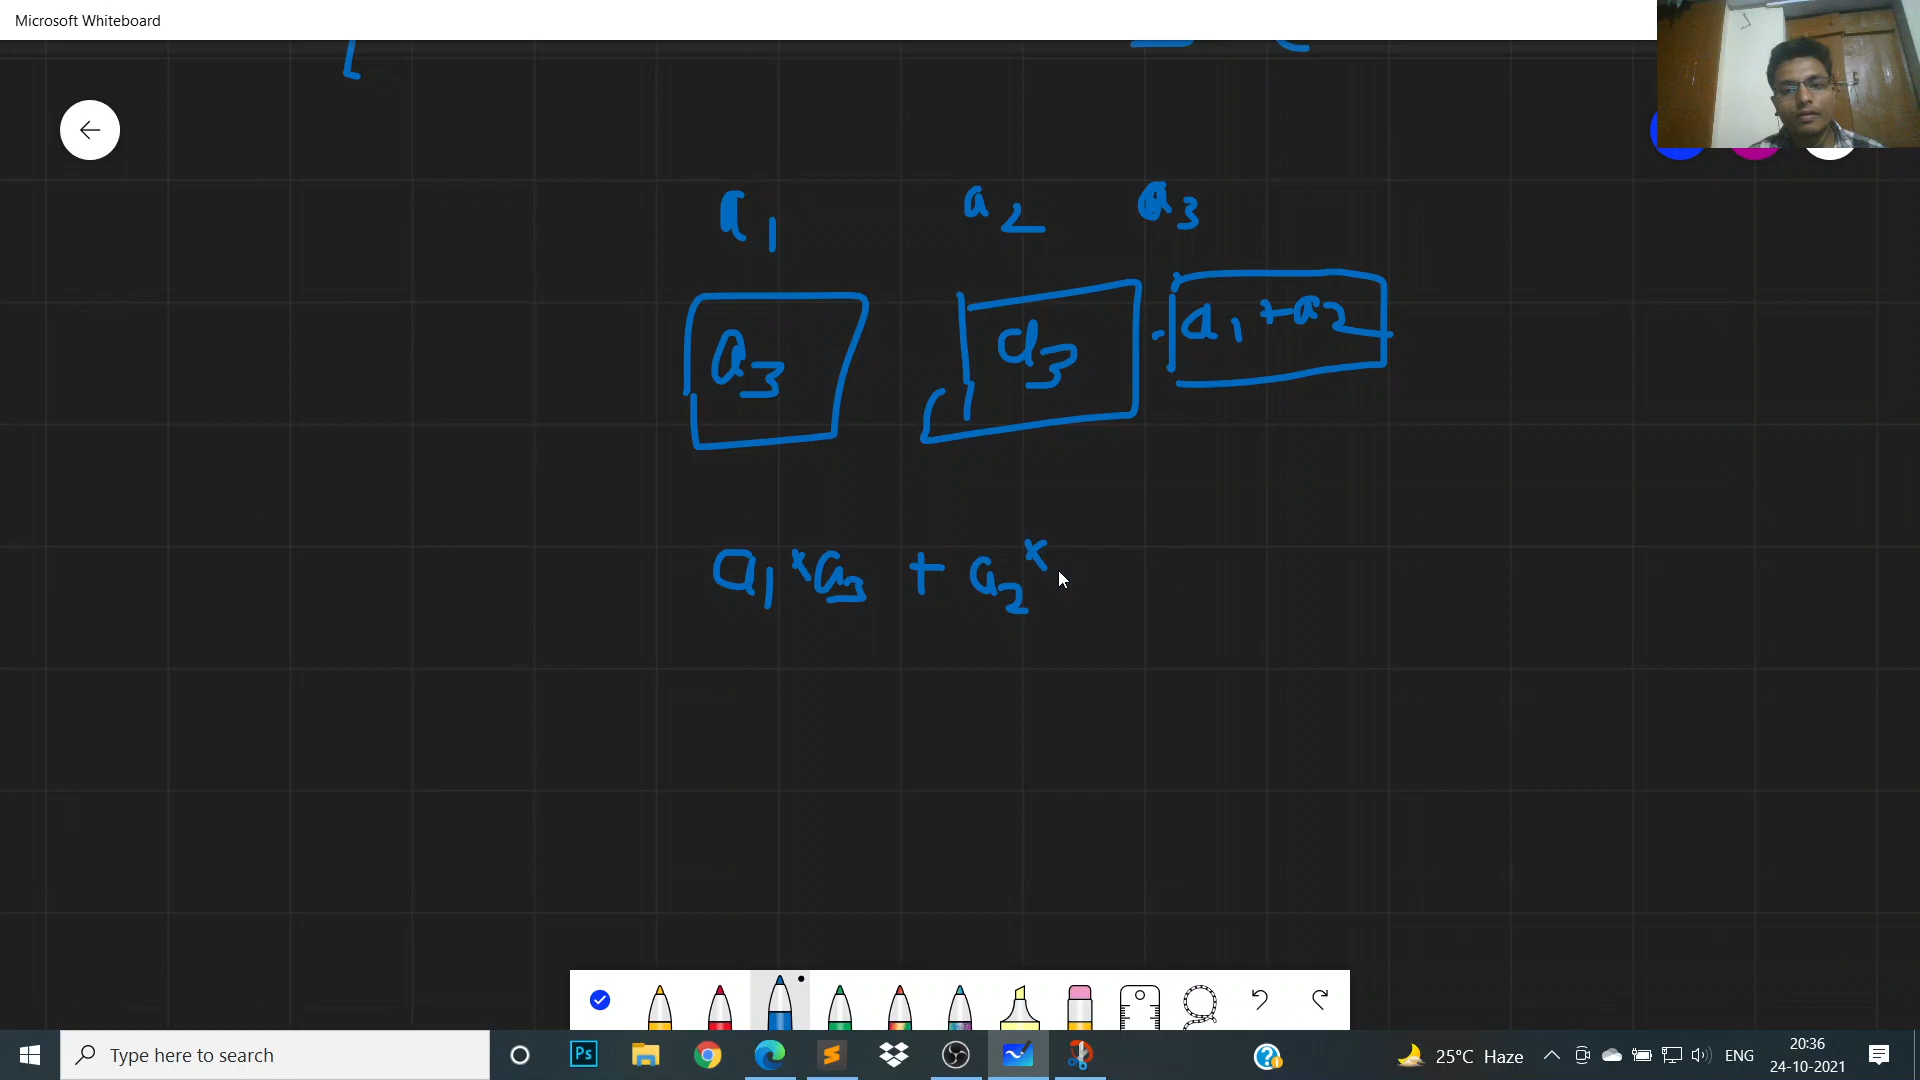 Microsoft Whiteboard
a1 a2 a3
a3 a3 a1+a2
a1*a3 + a2*
Type here to search
Ps
25°C Haze
ENG
20:36
24-10-2021